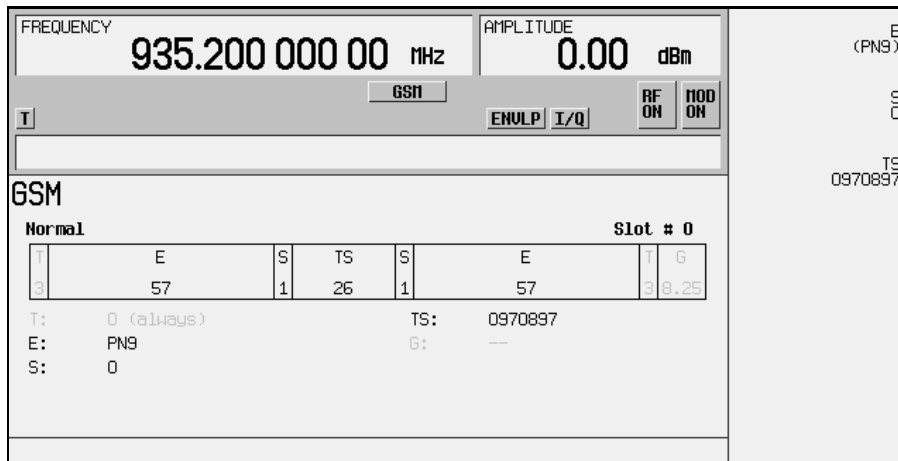 FREQUENCY
935.200 000 00 MHz
AMPLITUDE
0.00 dBm
GSM
T
ENVLP I/Q
RF ON
MOD ON
GSM
Normal
Slot # 0
T E S TS S E T G
3 57 1 26 1 57 3 8.25
T: 0 (always) TS: 0970897
E: PN9 G: --
S: 0
E
(PN9)
S
0
TS
0970897